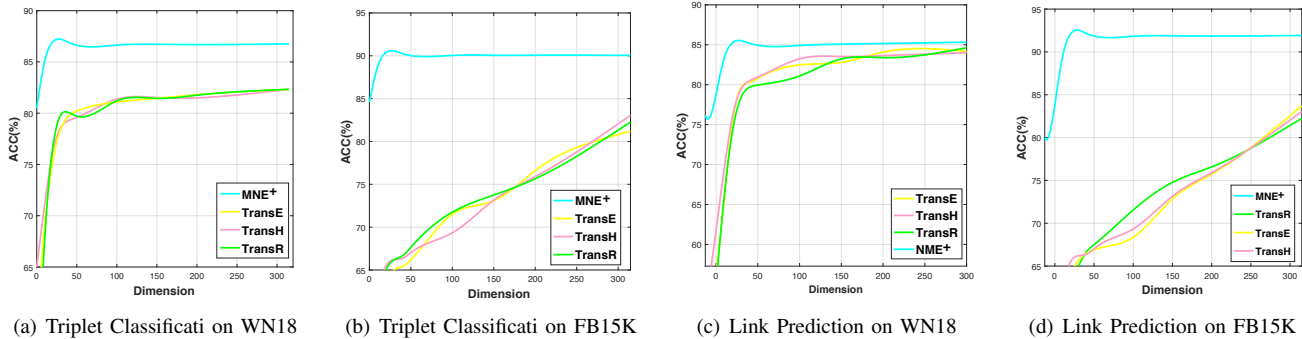 90
85
80
75
70
65
ACC(%)
0 50 100 150 200 250 300
Dimension
MNE+
TransE
TransH
TransR
(a) Triplet Classificati on WN18
100
95
90
85
80
75
70
65
ACC(%)
0 50 100 150 200 250 300
Dimension
MNE+
TransE
TransH
TransR
(b) Triplet Classificati on FB15K
90
85
80
75
70
65
60
ACC(%)
0 50 100 150 200 250 300
Dimension
TransE
TransH
TransR
NME+
(c) Link Prediction on WN18
95
90
85
80
75
70
65
ACC(%)
0 50 100 150 200 250 300
Dimension
MNE+
TransR
TransE
TransH
(d) Link Prediction on FB15K